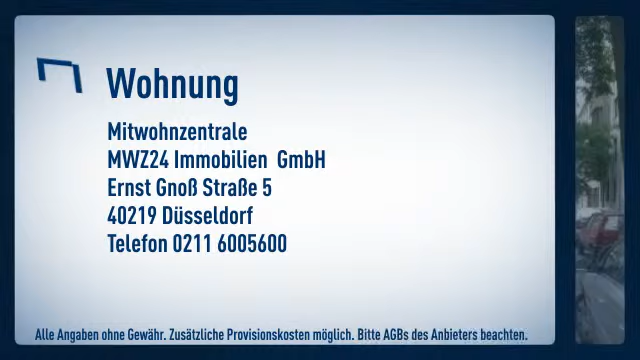 Wohnung
Mitwohnzentrale
MWZ24 Immobilien GmbH
Ernst Gnoß Straße 5
40219 Düsseldorf
Telefon 0211 6005600
Alle Angaben ohne Gewähr. Zusätzliche Provisionskosten möglich. Bitte AGBs des Anbieters beachten.